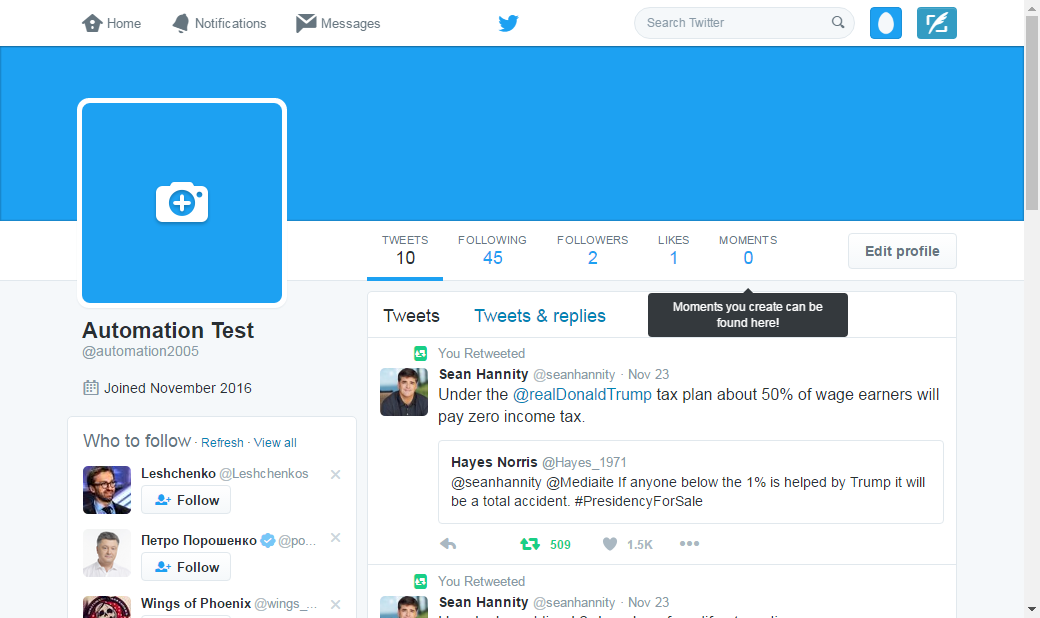 Home
Notifications
Messages
Search Twitter
TWEETS
10
FOLLOWING
45
FOLLOWERS
2
LIKES
1
MOMENTS
0
Edit profile
Moments you create can be
found here!
Automation Test
@automation2005
Joined November 2016
Who to follow · Refresh · View all
Leshchenko @Leshchenkos
Follow
Петро Порошенко @po...
Follow
Wings of Phoenix @wings_...
Tweets
Tweets & replies
You Retweeted
Sean Hannity @seanhannity · Nov 23
Under the @realDonaldTrump tax plan about 50% of wage earners will
pay zero income tax.
Hayes Norris @Hayes_1971
@seanhannity @Mediaite If anyone below the 1% is helped by Trump it will
be a total accident. #PresidencyForSale
509
1.5K
You Retweeted
Sean Hannity @seanhannity · Nov 23